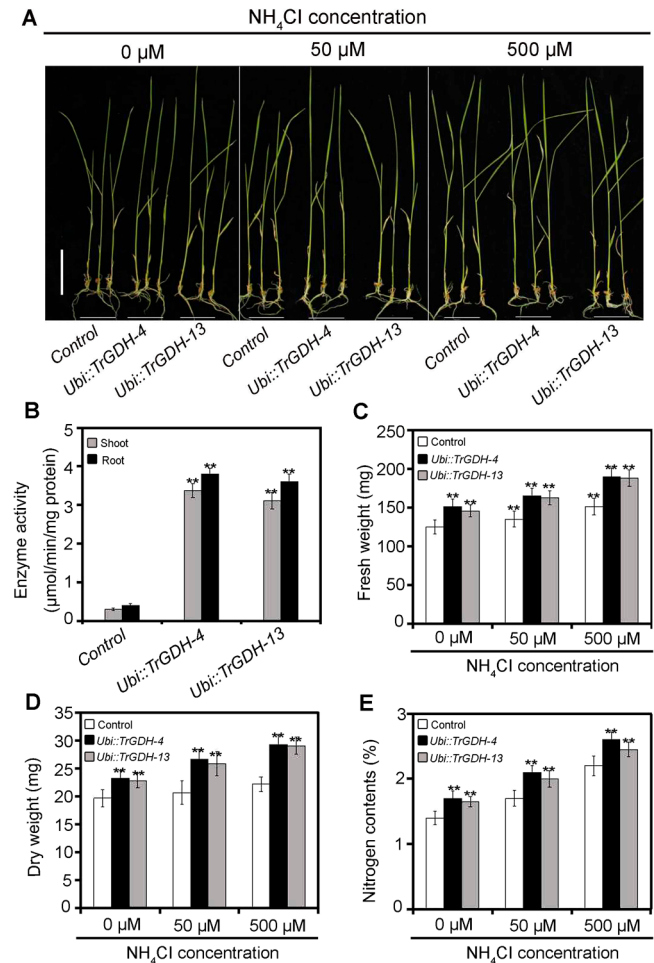 A
NH₄Cl concentration
0 μM 50 μM 500 μM
Control Ubi::TrGDH-4 Ubi::TrGDH-13 Control Ubi::TrGDH-4 Ubi::TrGDH-13 Control Ubi::TrGDH-4 Ubi::TrGDH-13
B
Enzyme activity
(μmol/min/mg protein)
5
4
3
2
1
0
Shoot
Root
** ** ** **
Control Ubi::TrGDH-4 Ubi::TrGDH-13
C
Fresh weight (mg)
250
200
150
100
50
0
Control
Ubi::TrGDH-4
Ubi::TrGDH-13
** ** ** ** ** ** ** **
0 μM 50 μM 500 μM
NH₄Cl concentration
D
Dry weight (mg)
35
30
25
20
15
10
5
0
Control
Ubi::TrGDH-4
Ubi::TrGDH-13
** ** ** ** ** **
0 μM 50 μM 500 μM
NH₄Cl concentration
E
Nitrogen contents (%)
3
2
1
0
Control
Ubi::TrGDH-4
Ubi::TrGDH-13
** ** ** ** ** **
0 μM 50 μM 500 μM
NH₄Cl concentration